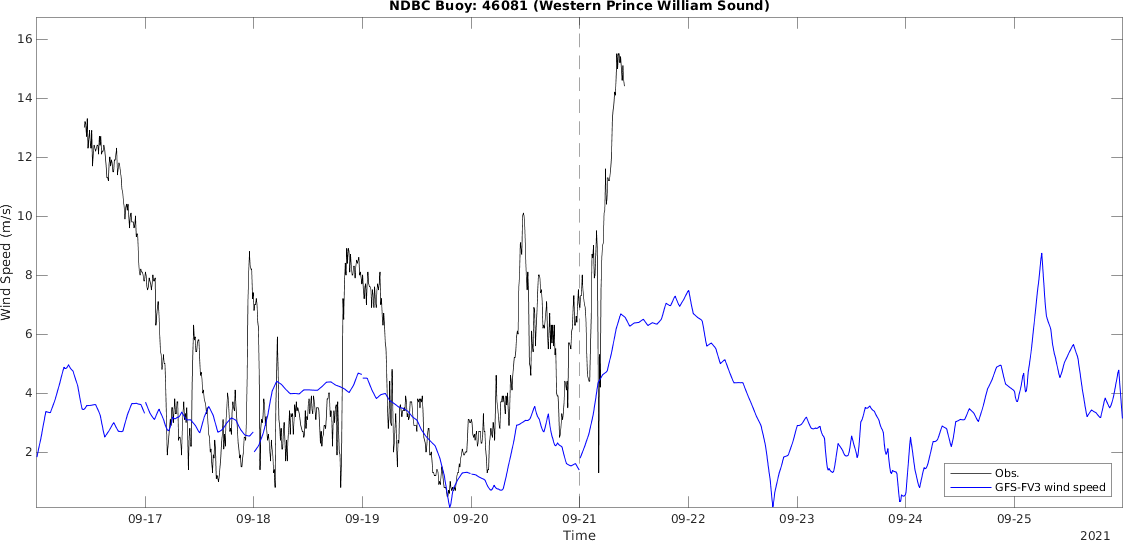 NDBC Buoy: 46081 (Western Prince William Sound)
16
14
12
10
8
6
4
2
Wind Speed (m/s)
Obs.
GFS-FV3 wind speed
09-17 09-18 09-19 09-20 09-21 09-22 09-23 09-24 09-25
Time
2021